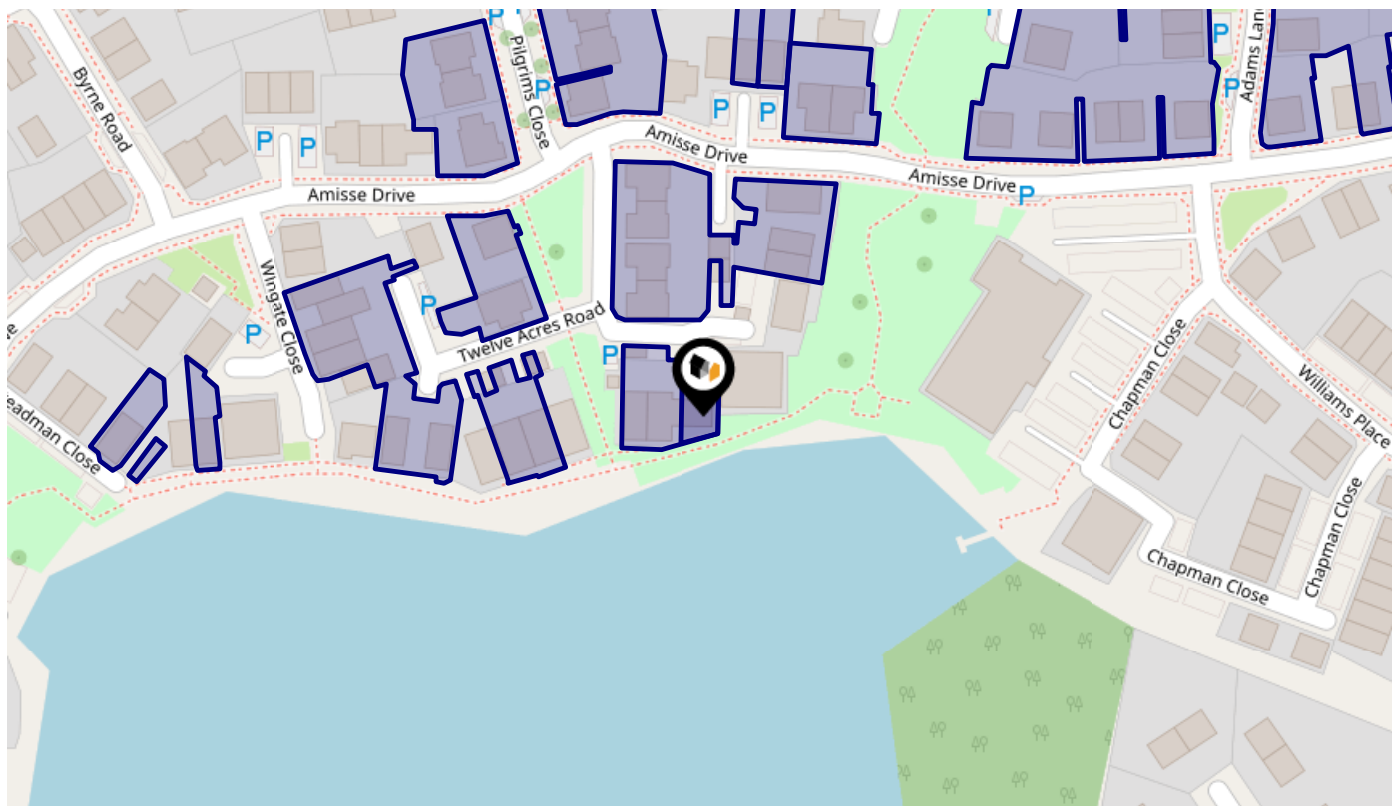 P
P
Pilgrims Close
P
Adams Lane
Byrne Road
P
P
P
P
P
P
Amisse Drive
Amisse Drive
Amisse Drive
P
Wingate Close
P
P
Twelve Acres Road
P
Chapman Close
Williams Place
eadman Close
Chapman Close
Chapman Close